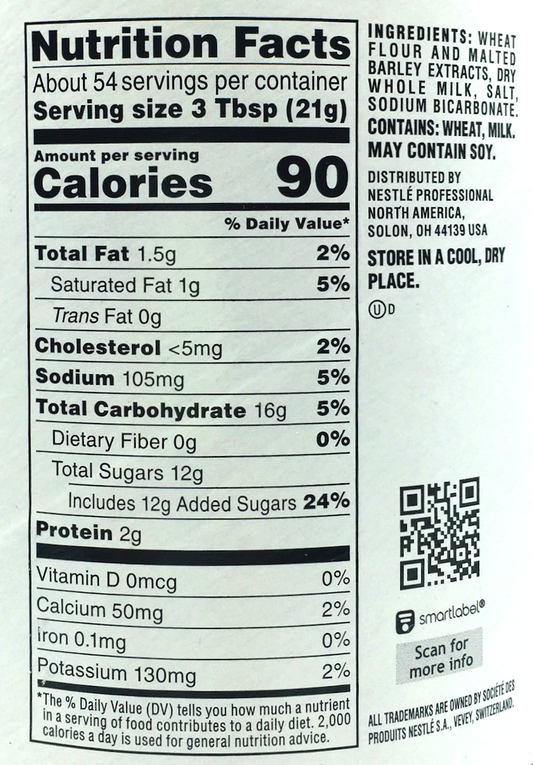 Nutrition Facts
About 54 servings per container
Serving size 3 Tbsp (21g)
Amount per serving
Calories 90
% Daily Value*
Total Fat 1.5g 2%
Saturated Fat 1g 5%
Trans Fat 0g
Cholesterol <5mg 2%
Sodium 105mg 5%
Total Carbohydrate 16g 5%
Dietary Fiber 0g 0%
Total Sugars 12g
Includes 12g Added Sugars 24%
Protein 2g
Vitamin D 0mcg 0%
Calcium 50mg 2%
Iron 0.1mg 0%
Potassium 130mg 2%
*The % Daily Value (DV) tells you how much a nutrient
in a serving of food contributes to a daily diet. 2,000
calories a day is used for general nutrition advice.
INGREDIENTS: WHEAT
FLOUR AND MALTED
BARLEY EXTRACTS, DRY
WHOLE MILK, SALT,
SODIUM BICARBONATE.
CONTAINS: WHEAT, MILK.
MAY CONTAIN SOY.
DISTRIBUTED BY
NESTLÉ PROFESSIONAL
NORTH AMERICA,
SOLON, OH 44139 USA
STORE IN A COOL, DRY
PLACE.
Ⓤ D
smartlabel®
Scan for
more info
ALL TRADEMARKS ARE OWNED BY SOCIÉTÉ DES
PRODUITS NESTLÉ S.A., VEVEY, SWITZERLAND.